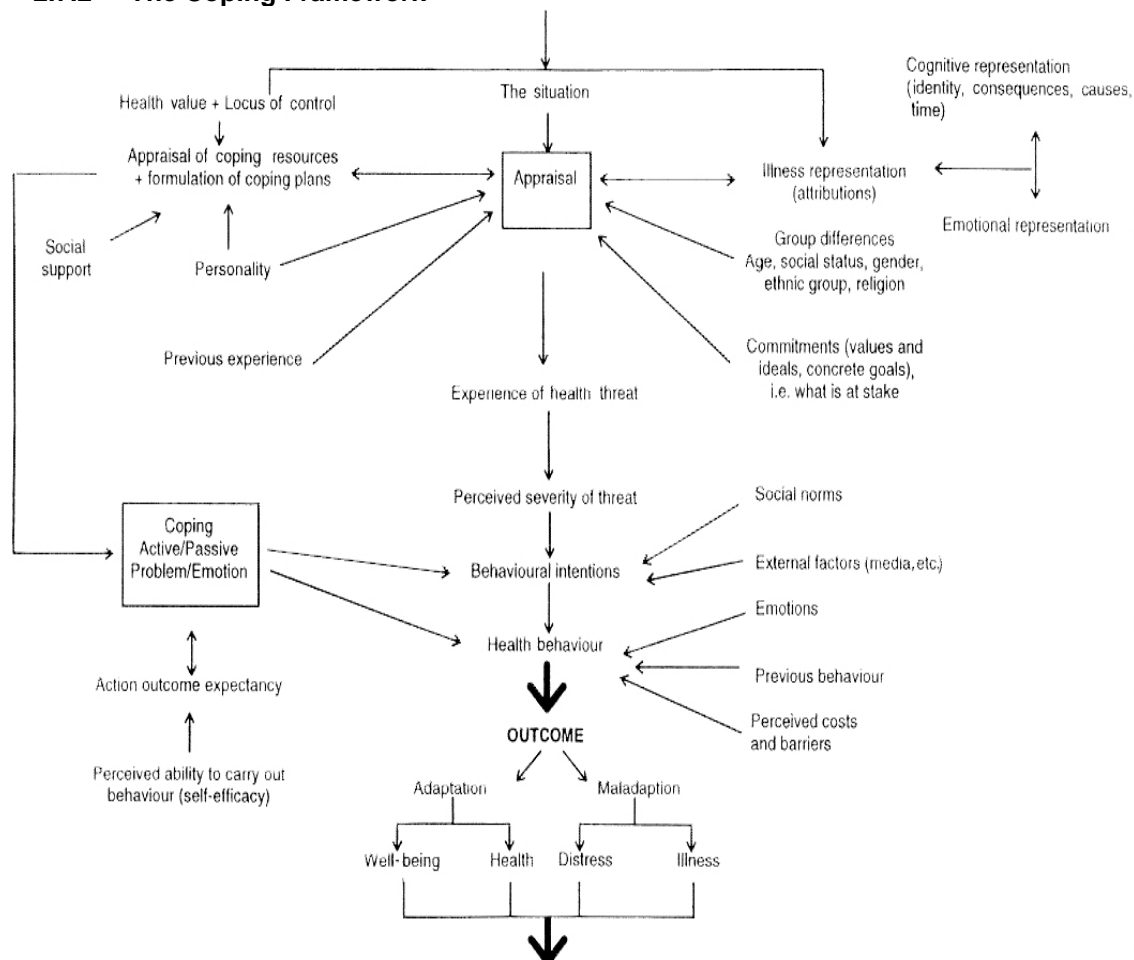 The Coping Framework
Health value + Locus of control
The situation
Cognitive representation
(identity, consequences, causes,
time)
Appraisal of coping resources
+ formulation of coping plans
Appraisal
Illness representation
(attributions)
Emotional representation
Social
support
Personality
Group differences
Age, social status, gender,
ethnic group, religion
Previous experience
Commitments (values and
ideals, concrete goals),
i.e. what is at stake
Experience of health threat
Perceived severity of threat
Social norms
Coping
Active/Passive
Problem/Emotion
Behavioural intentions
External factors (media, etc.)
Emotions
Health behaviour
Previous behaviour
Action outcome expectancy
OUTCOME
Perceived costs
and barriers
Perceived ability to carry out
behaviour (self-efficacy)
Adaptation
Maladaption
Well-being
Health
Distress
Illness